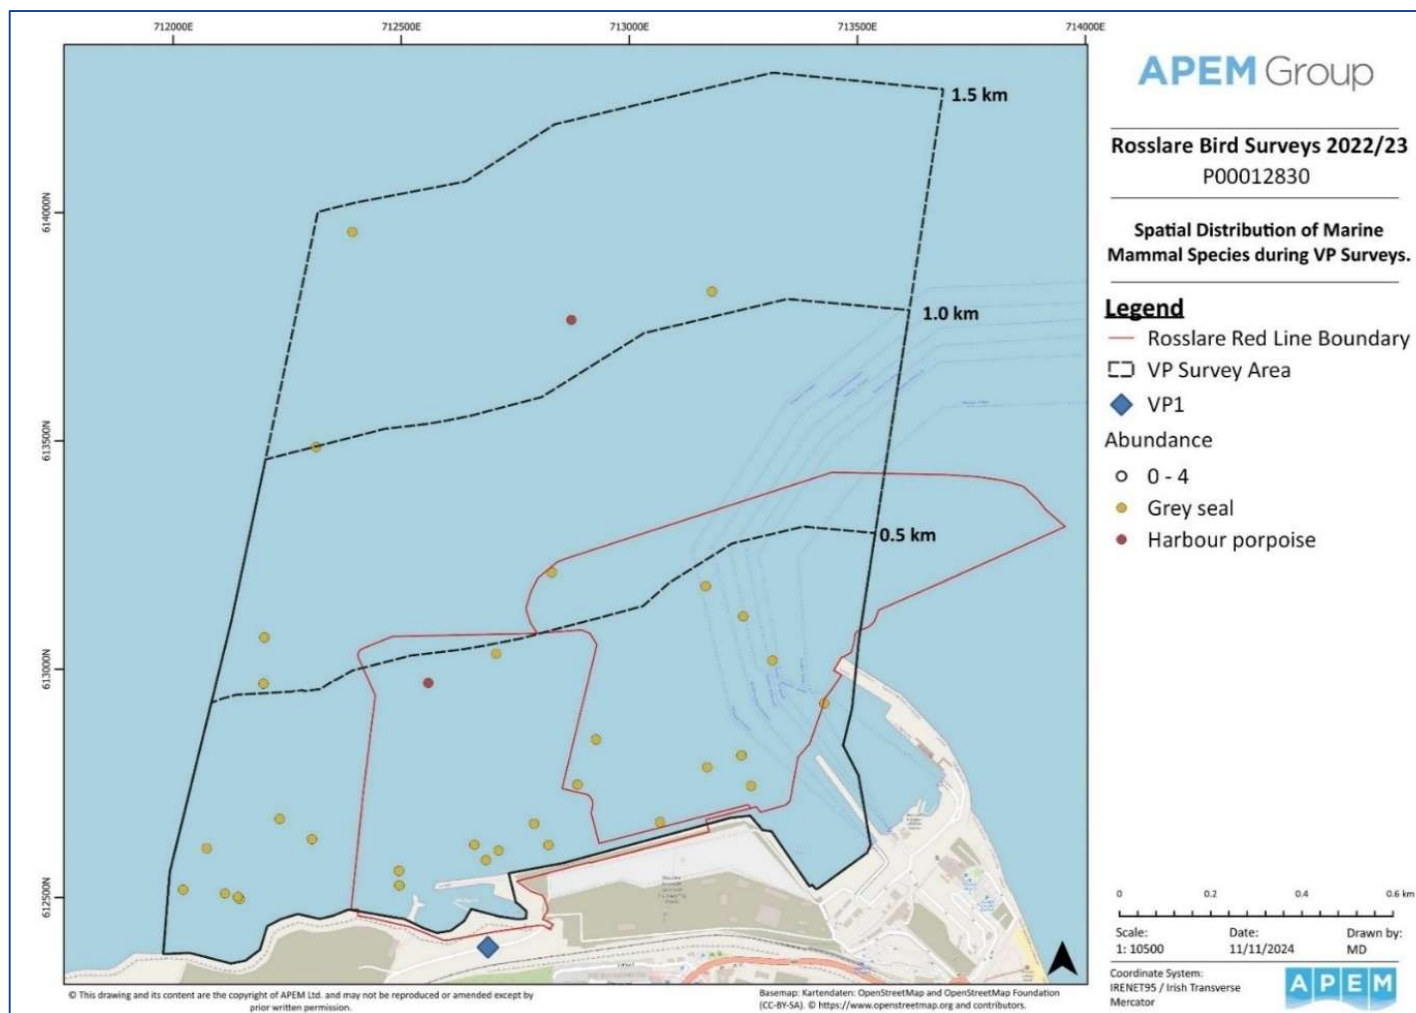 712000E
712500E
713000E
713500E
714000E
614000N
613500N
613000N
612500N
1.5 km
1.0 km
0.5 km
APEM Group
Rosslare Bird Surveys 2022/23
P00012830
Spatial Distribution of Marine
Mammal Species during VP Surveys.
Legend
Rosslare Red Line Boundary
VP Survey Area
VP1
Abundance
0 - 4
Grey seal
Harbour porpoise
0
0.2
0.4
0.6 km
Scale:
1: 10500
Date:
11/11/2024
Drawn by:
MD
Coordinate System:
IRENET95 / Irish Transverse
Mercator
APEM
© This drawing and its content are the copyright of APEM Ltd. and may not be reproduced or amended except by
prior written permission.
Basemap: Kartendaten: OpenStreetMap and OpenStreetMap Foundation
(CC-BY-SA). © https://www.openstreetmap.org and contributors.